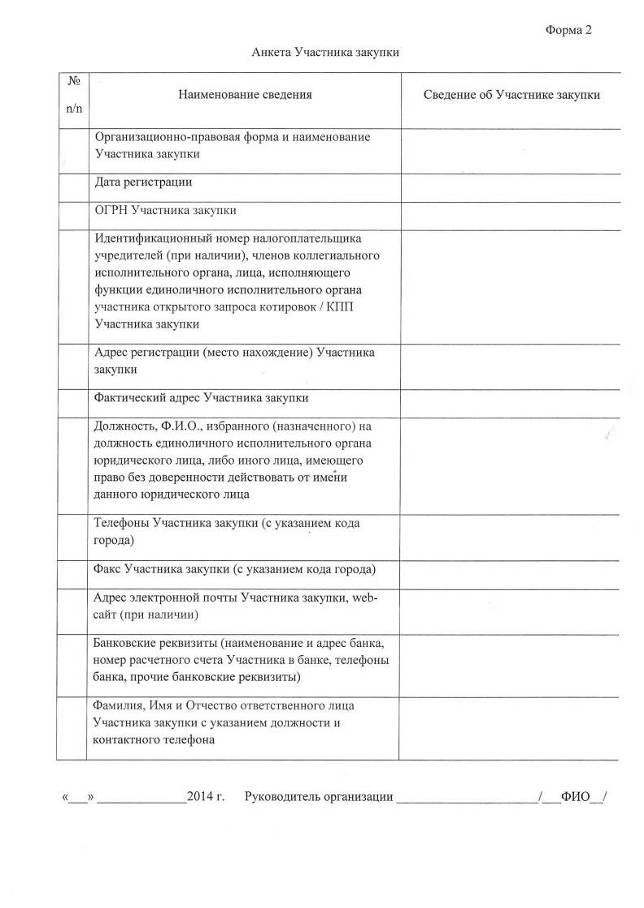 Форма 2
Анкета Участника закупки
№
п/п
Наименование сведения
Сведение об Участнике закупки
Организационно-правовая форма и наименование
Участника закупки
Дата регистрации
ОГРН Участника закупки
Идентификационный номер налогоплательщика
учредителей (при наличии), членов коллегиального
исполнительного органа, лица, исполняющего
функции единоличного исполнительного органа
участника открытого запроса котировок / КПП
Участника закупки
Адрес регистрации (место нахождение) Участника
закупки
Фактический адрес Участника закупки
Должность, Ф.И.О., избранного (назначенного) на
должность единоличного исполнительного органа
юридического лица, либо иного лица, имеющего
право без доверенности действовать от имени
данного юридического лица
Телефоны Участника закупки (с указанием кода
города)
Факс Участника закупки (с указанием кода города)
Адрес электронной почты Участника закупки, web-
сайт (при наличии)
Банковские реквизиты (наименование и адрес банка,
номер расчетного счета Участника в банке, телефоны
банка, прочие банковские реквизиты)
Фамилия, Имя и Отчество ответственного лица
Участника закупки с указанием должности и
контактного телефона
«___» ______________2014 г. Руководитель организации ______________________/___ФИО__/